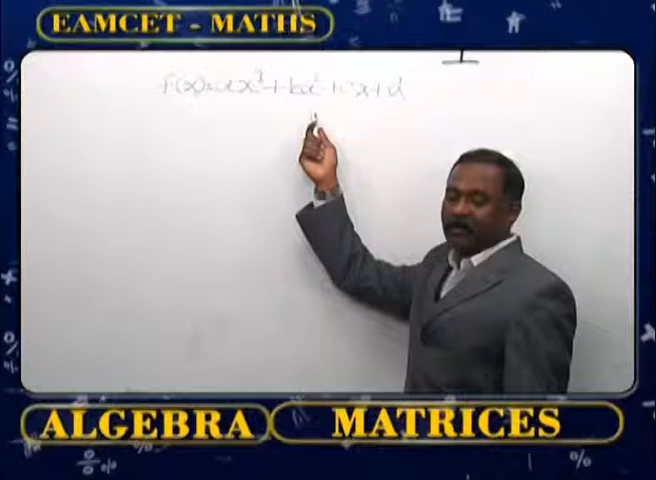 EAMCET - MATHS
f(x)=ax³+bx²+cx+d
ALGEBRA
MATRICES